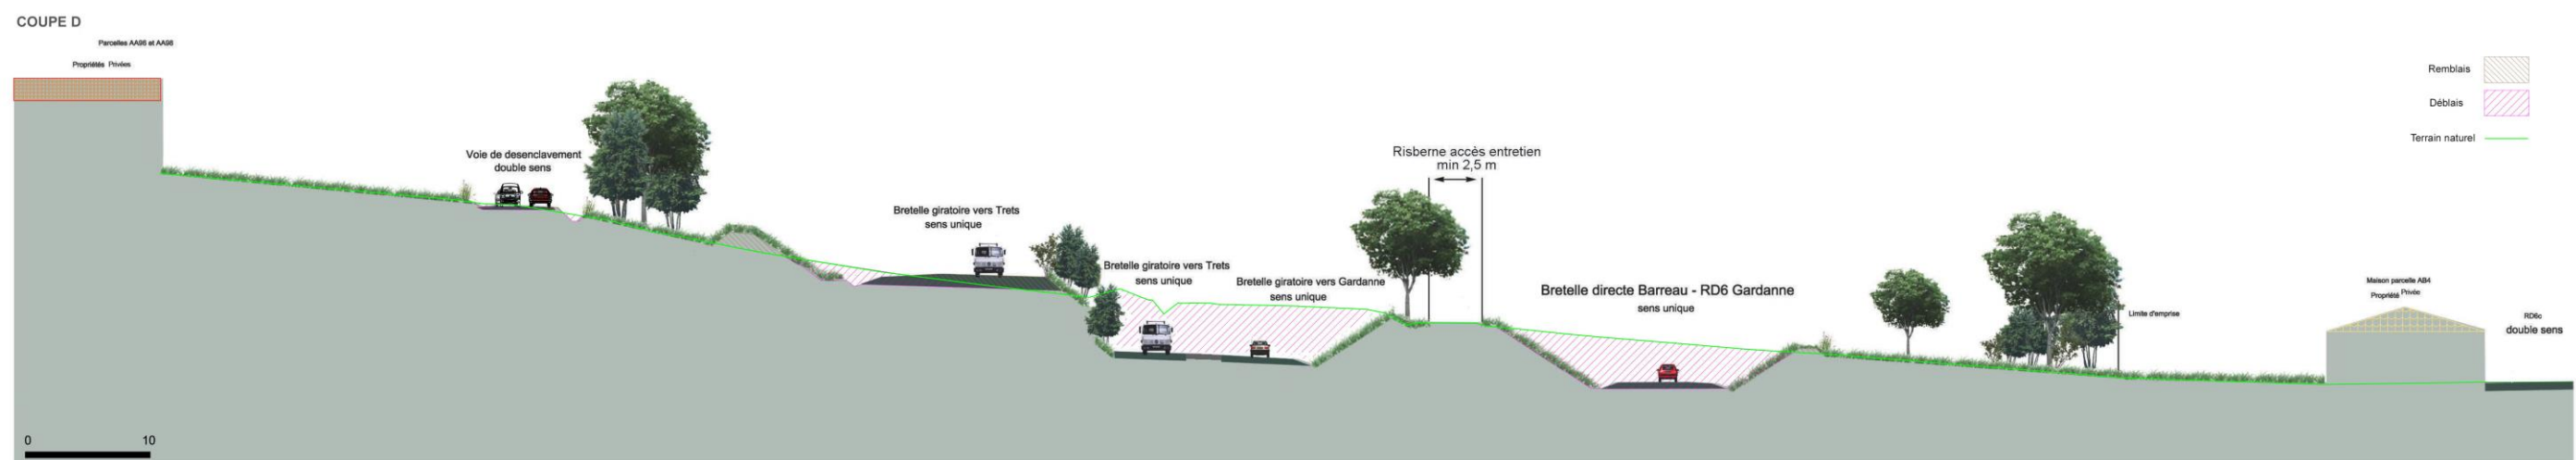 COUPE D
Parcelles AA95 et AA98
Propriétés Privées
Voie de desenclavement
double sens
Bretelle giratoire vers Trets
sens unique
Bretelle giratoire vers Trets
sens unique
Bretelle giratoire vers Gardanne
sens unique
Risberne accès entretien
min 2,5 m
Bretelle directe Barreau - RD6 Gardanne
sens unique
Limite d'emprise
Maison parcelle AB4
Propriété Privée
RD6c
double sens
Remblais
Déblais
Terrain naturel
0 10